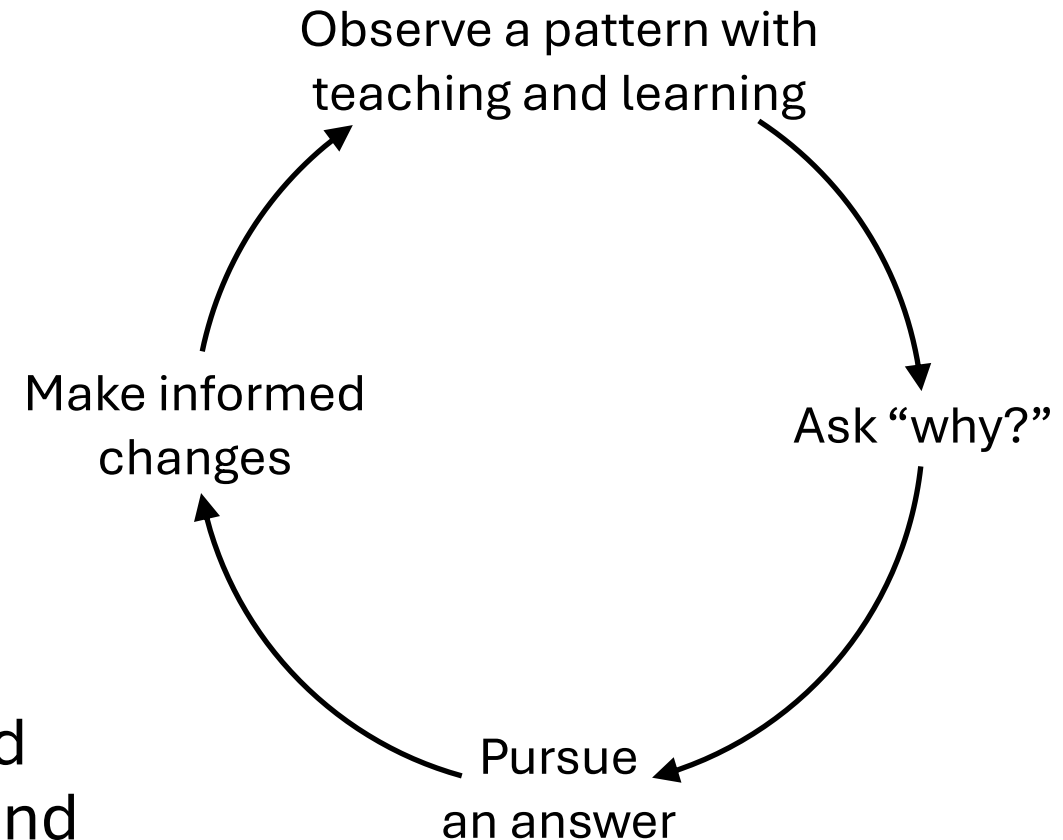 Observe a pattern with
teaching and learning
Ask “why?”
Make informed
changes
Pursue
an answer